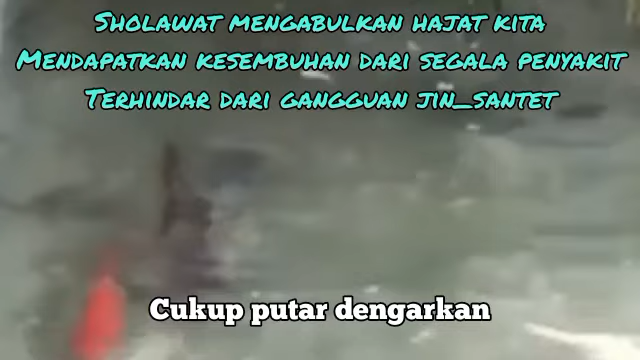 Sholawat mengabulkan hajat kita
Mendapatkan kesembuhan dari segala penyakit
Terhindar dari gangguan jin_santet
Cukup putar dengarkan